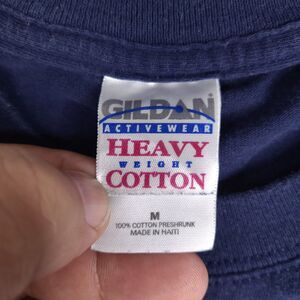 GILDAN
ACTIVEWEAR
HEAVY
WEIGHT
COTTON
M
100% COTTON PRESHRUNK
MADE IN HAITI